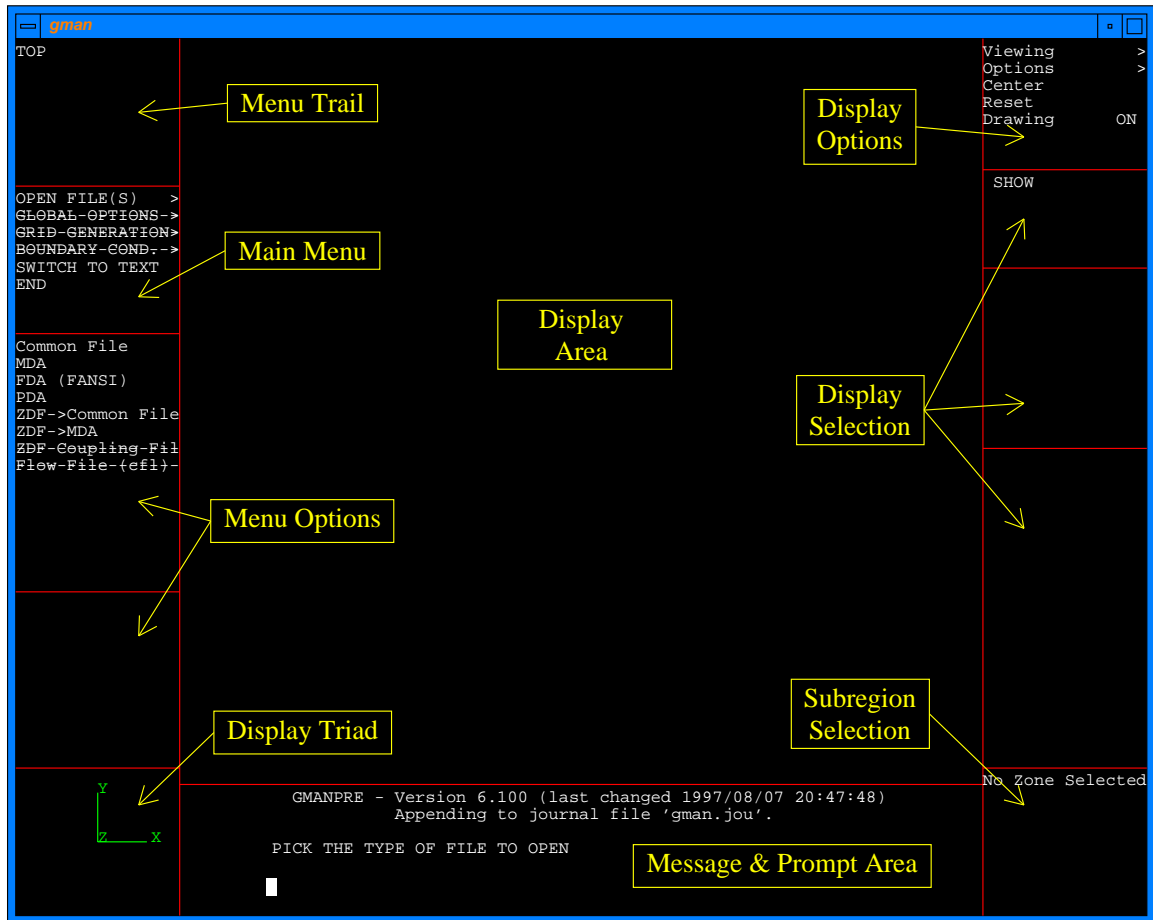 gman
TOP
Menu Trail
OPEN FILE(S) >
GLOBAL OPTIONS >
GRID GENERATION>
BOUNDARY COND. >
SWITCH TO TEXT
END
Main Menu
Common File
MDA
FDA (FANSI)
PDA
ZDF->Common File
ZDF->MDA
ZDF Coupling Fil
Flow File (cfl)
Menu Options
Display Triad
Y
Z X
Display
Area
GMANPRE - Version 6.100 (last changed 1997/08/07 20:47:48)
Appending to journal file 'gman.jou'.
PICK THE TYPE OF FILE TO OPEN
Message & Prompt Area
Viewing >
Options >
Center
Reset
Drawing ON
Display
Options
SHOW
Display
Selection
Subregion
Selection
No Zone Selected